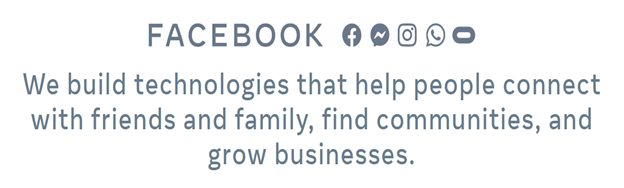 FACEBOOK
We build technologies that help people connect
with friends and family, find communities, and
grow businesses.